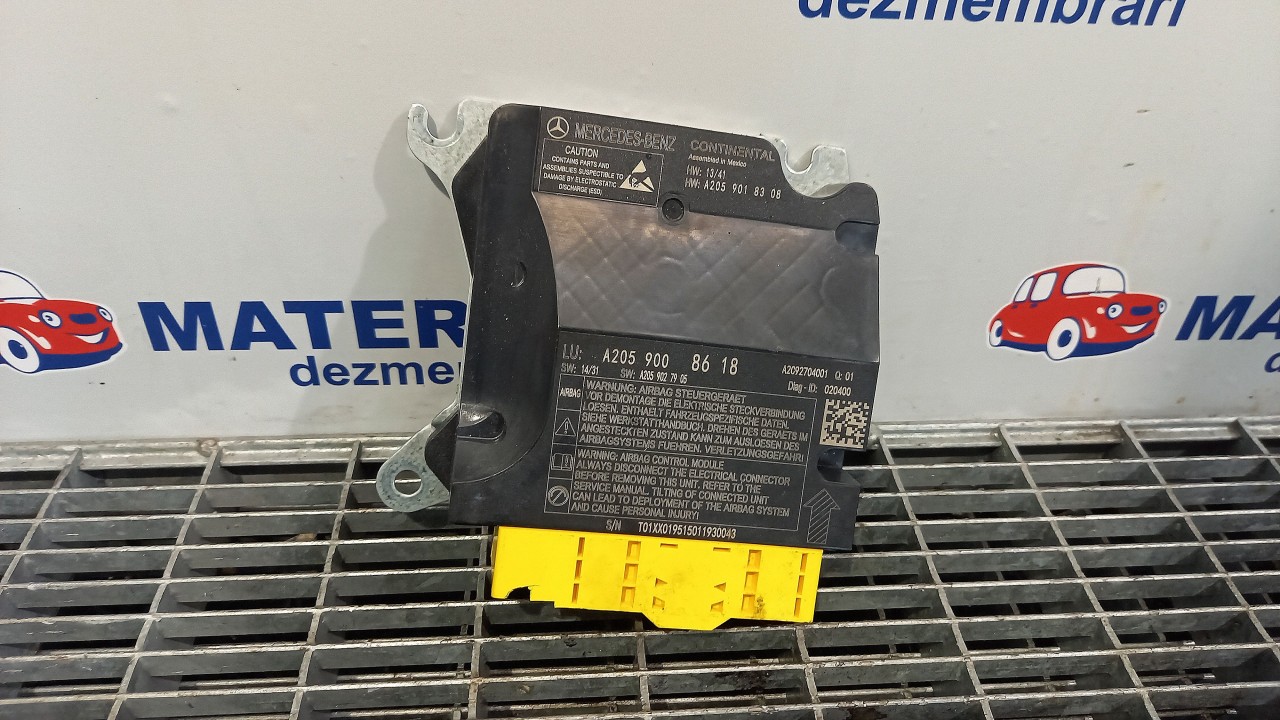 dezmembrari
MERCEDES-BENZ
CONTINENTAL
Assembled in Mexico
CAUTION
CONTAINS PARTS AND
ASSEMBLIES SUSPECTIBLE TO
DAMAGE BY ELECTROSTATIC
DISCHARGE (ESD)
HW: 13/41
HW: A205 901 83 08
MATER
dezmem
MA
LU: A205 900 86 18
SW: 14/31 SW: A205 902 79 05
A2C92704001 Q: 01
Diag-ID: 020400
AIRBAG
WARNUNG: AIRBAG STEUERGERAET
VOR DEMONTAGE DIE ELEKTRISCHE STECKVERBINDUNG
LOESEN. ENTHAELT FAHRZEUGSPEZIFISCHE DATEN.
SIEHE WERKSTATTHANDBUCH. DREHEN DES GERAETS IM
ANGESTECKTEN ZUSTAND KANN ZUM AUSLOESEN DES
AIRBAGSYSTEMS FUEHREN. VERLETZUNGSGEFAHR!
WARNING: AIRBAG CONTROL MODULE
ALWAYS DISCONNECT THE ELECTRICAL CONNECTOR
BEFORE REMOVING THIS UNIT. REFER TO THE
SERVICE MANUAL. TILTING OF CONNECTED UNIT
CAN LEAD TO DEPLOYMENT OF THE AIRBAG SYSTEM
AND CAUSE PERSONAL INJURY!
S/N T01XX019515011930043